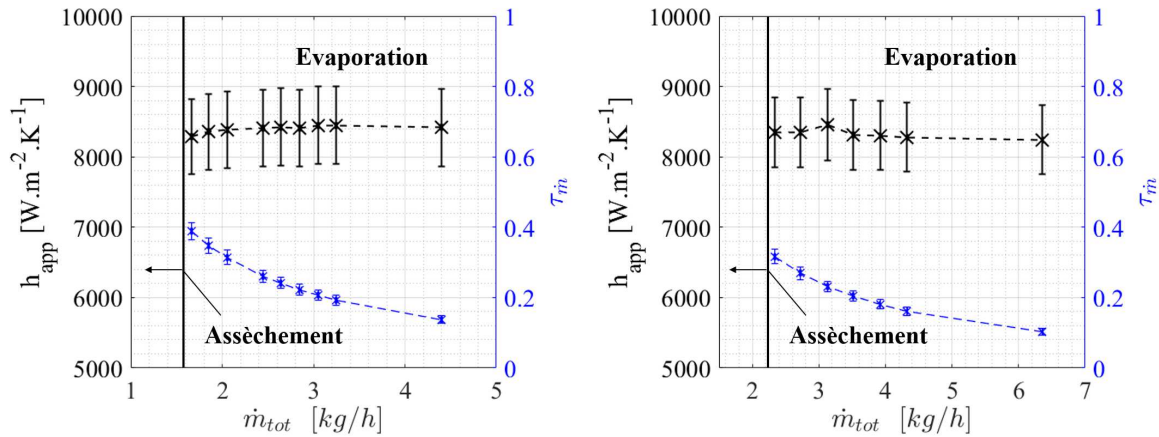 10000
9000
8000
7000
6000
5000
h_app [W.m⁻².K⁻¹]
Evaporation
Assèchement
1
0.8
0.6
0.4
0.2
0
τ_ṁ
1 2 3 4 5
ṁ_tot [kg/h]
10000
9000
8000
7000
6000
5000
h_app [W.m⁻².K⁻¹]
Evaporation
Assèchement
1
0.8
0.6
0.4
0.2
0
τ_ṁ
2 3 4 5 6 7
ṁ_tot [kg/h]